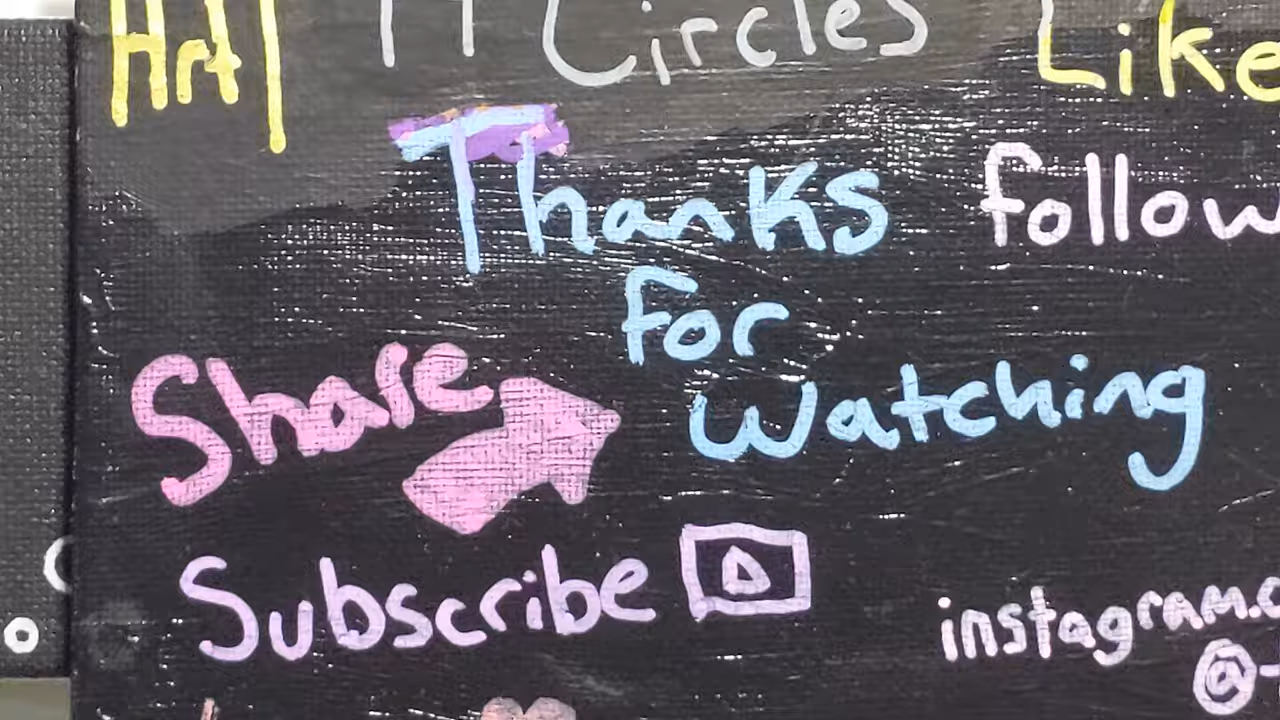 Art
Circles
Like
Thanks
follow
for
Share
watching
Subscribe
instagram.c
@